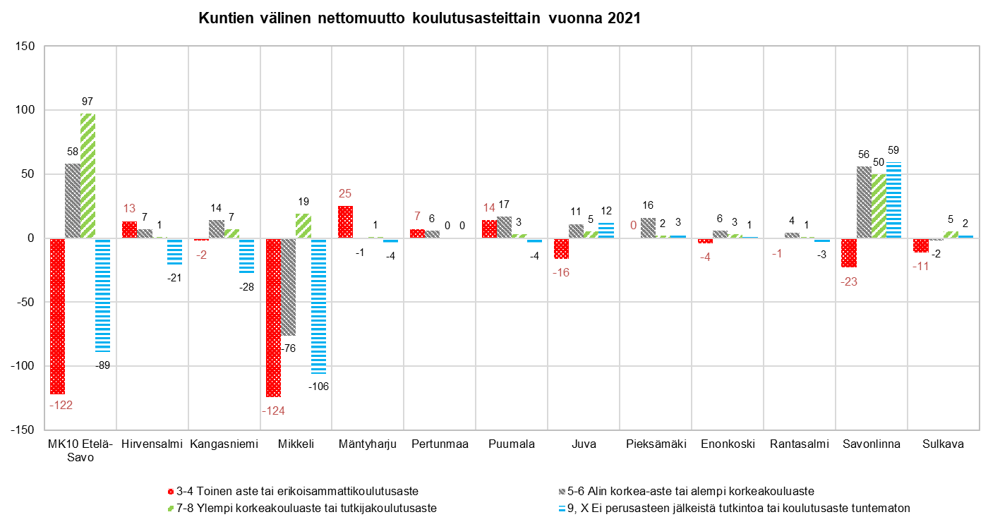 Kuntien välinen nettomuutto koulutusasteittain vuonna 2021
150
100
50
0
-50
-100
-150
-122 58 97 -89
13 7 1 -21
-2 14 7 -28
-124 -76 19 -106
25 -1 1 -4
7 6 0 0
14 17 3 -4
-16 11 5 12
0 16 2 3
-4 6 3 1
-1 4 1 -3
-23 56 50 59
-11 -2 5 2
MK10 Etelä-
Savo
Hirvensalmi
Kangasniemi
Mikkeli
Mäntyharju
Pertunmaa
Puumala
Juva
Pieksämäki
Enonkoski
Rantasalmi
Savonlinna
Sulkava
3-4 Toinen aste tai erikoisammattikoulutusaste
5-6 Alin korkea-aste tai alempi korkeakouluaste
7-8 Ylempi korkeakouluaste tai tutkijakoulutusaste
9, X Ei perusasteen jälkeistä tutkintoa tai koulutusaste tuntematon